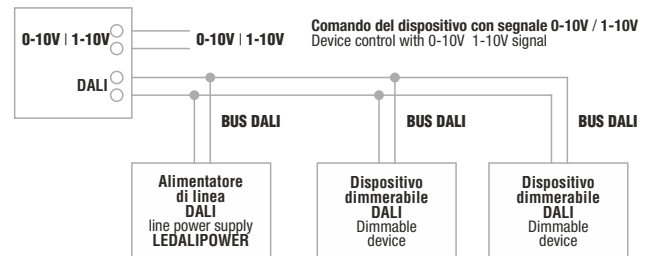 0-10V | 1-10V
0-10V | 1-10V
Comando del dispositivo con segnale 0-10V / 1-10V
Device control with 0-10V 1-10V signal
DALI
BUS DALI
BUS DALI
BUS DALI
Alimentatore
di linea
DALI
line power supply
LEDALIPOWER
Dispositivo
dimmerabile
DALI
Dimmable
device
Dispositivo
dimmerabile
DALI
Dimmable
device